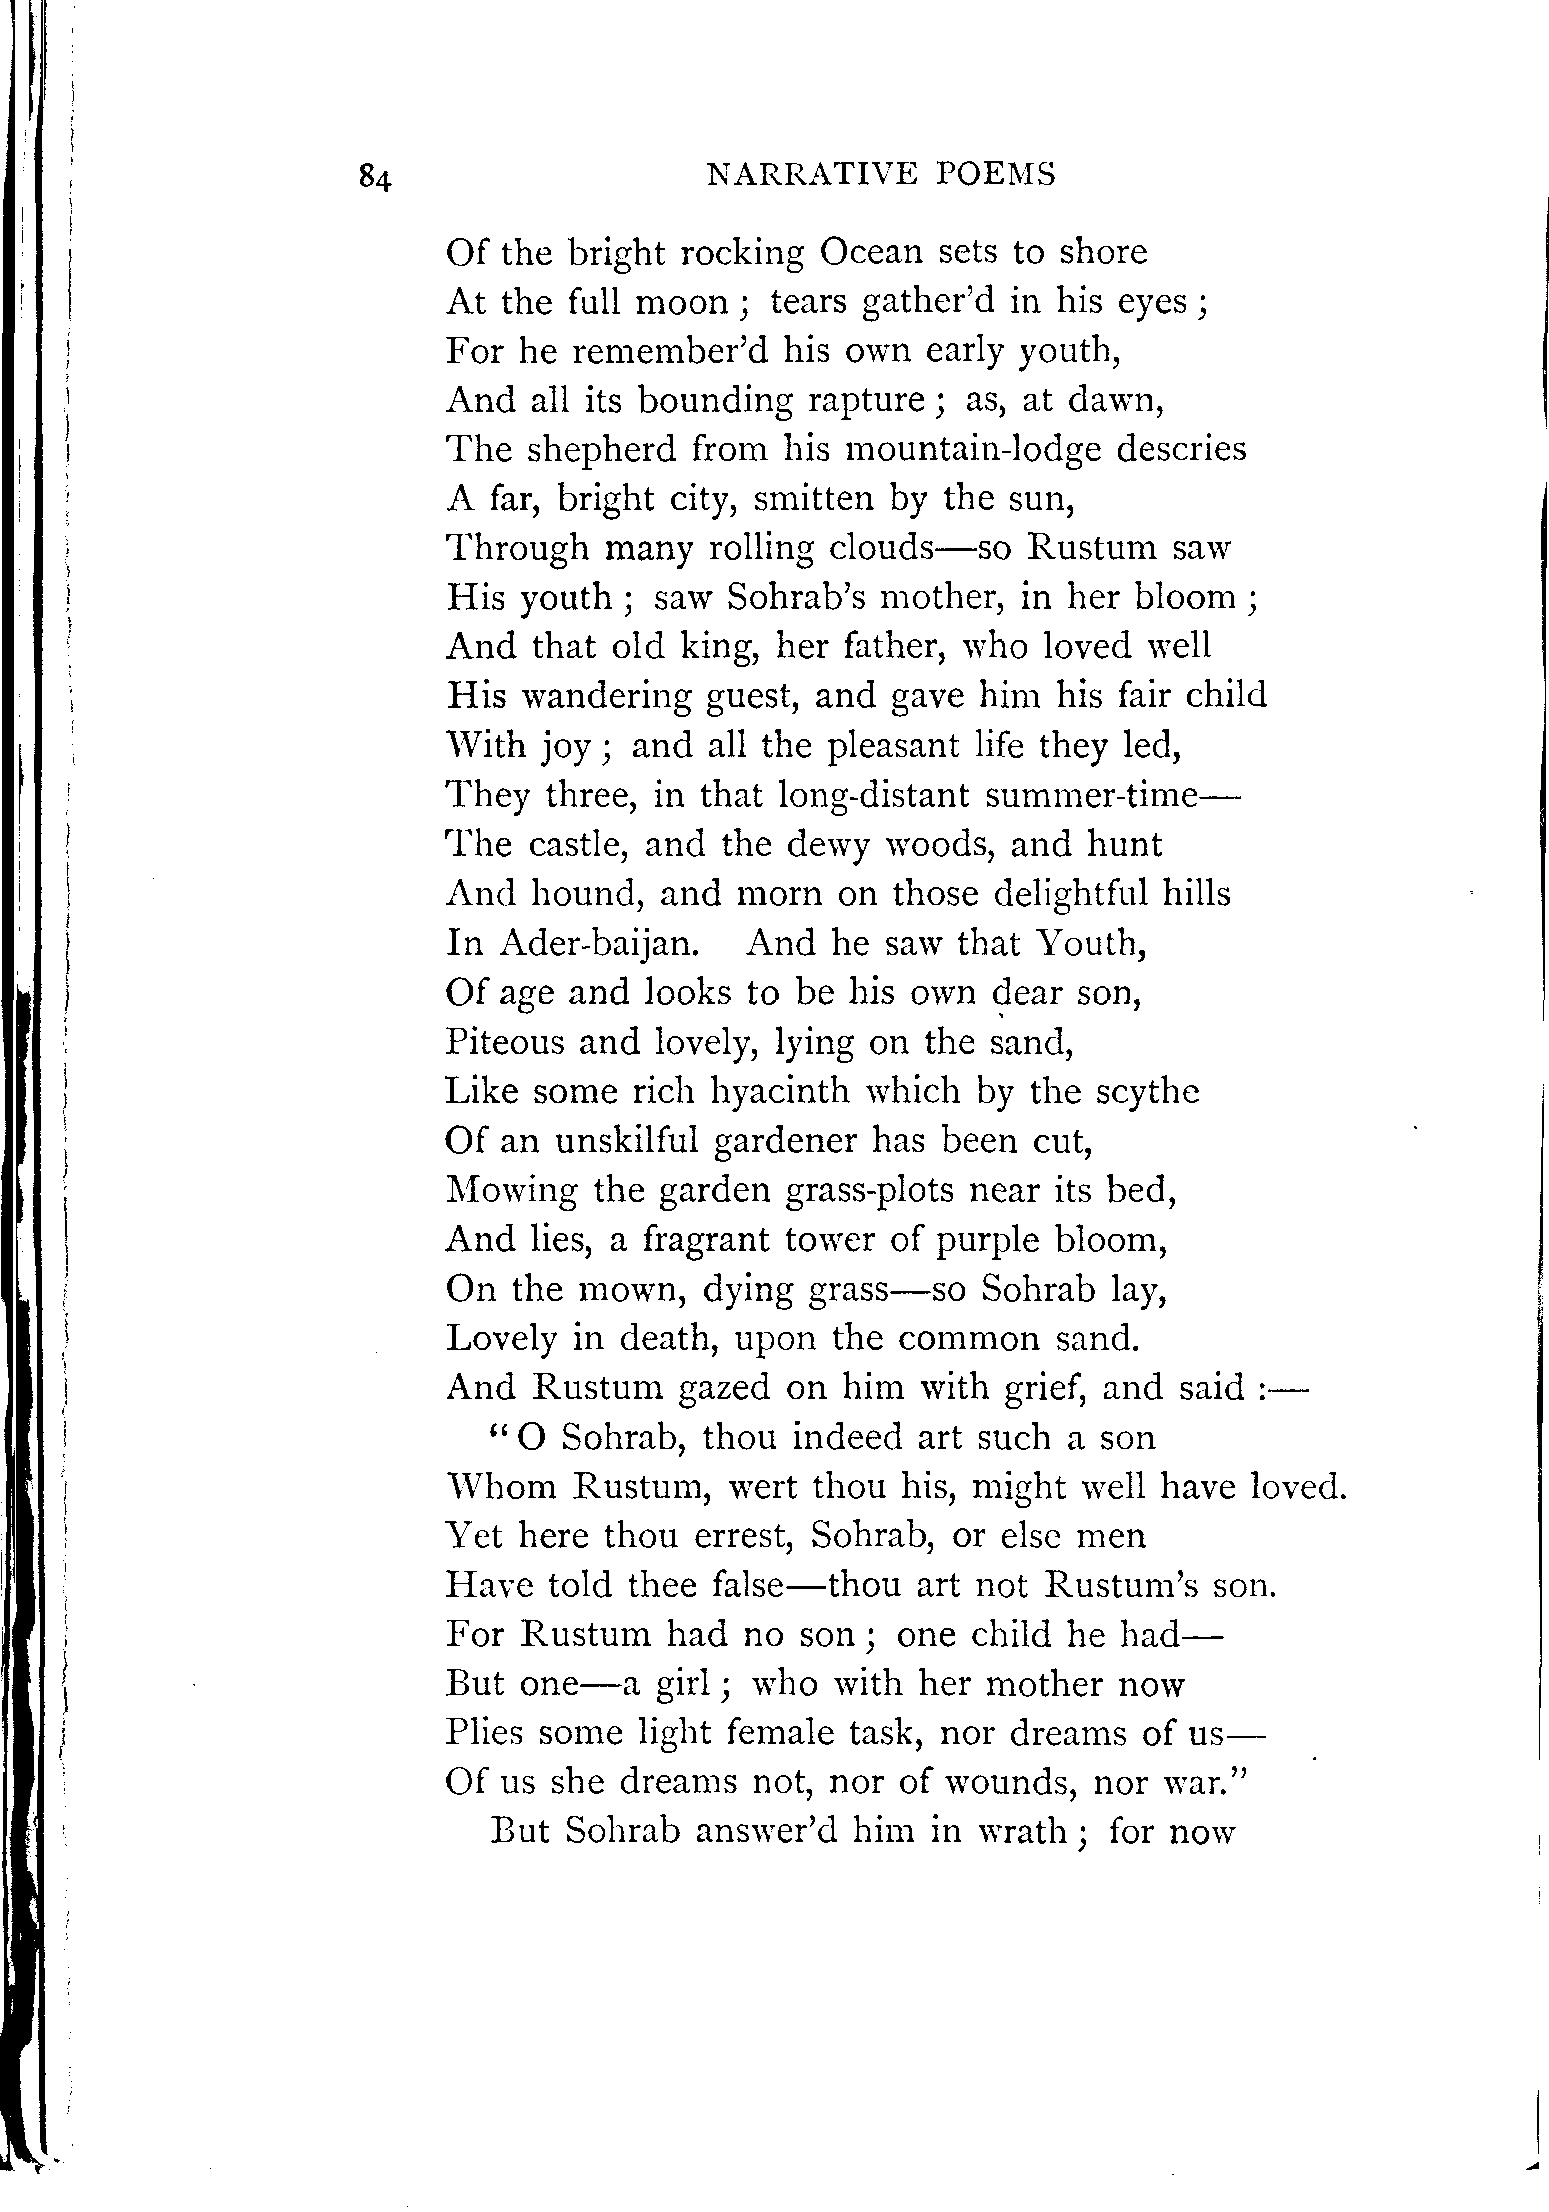 84 NARRATIVE POEMS
Of the bright rocking Ocean sets to shore
At the full moon ; tears gather'd in his eyes ;
For he remember'd his own early youth,
And all its bounding rapture ; as, at dawn,
The shepherd from his mountain-lodge descries
A far, bright city, smitten by the sun,
Through many rolling clouds—so Rustum saw
His youth ; saw Sohrab's mother, in her bloom ;
And that old king, her father, who loved well
His wandering guest, and gave him his fair child
With joy ; and all the pleasant life they led,
They three, in that long-distant summer-time—
The castle, and the dewy woods, and hunt
And hound, and morn on those delightful hills
In Ader-baijan. And he saw that Youth,
Of age and looks to be his own dear son,
Piteous and lovely, lying on the sand,
Like some rich hyacinth which by the scythe
Of an unskilful gardener has been cut,
Mowing the garden grass-plots near its bed,
And lies, a fragrant tower of purple bloom,
On the mown, dying grass—so Sohrab lay,
Lovely in death, upon the common sand.
And Rustum gazed on him with grief, and said :—
"O Sohrab, thou indeed art such a son
Whom Rustum, wert thou his, might well have loved.
Yet here thou errest, Sohrab, or else men
Have told thee false—thou art not Rustum's son.
For Rustum had no son ; one child he had—
But one—a girl ; who with her mother now
Plies some light female task, nor dreams of us—
Of us she dreams not, nor of wounds, nor war."
But Sohrab answer'd him in wrath ; for now